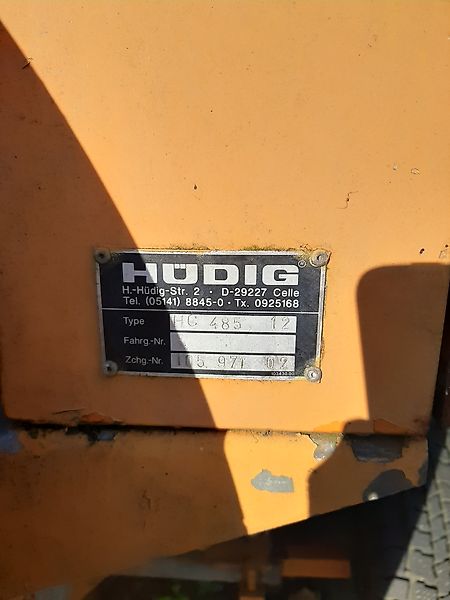 HÜDIG
H.-Hüdig-Str. 2 · D-29227 Celle
Tel. (05141) 8845-0 · Tx. 0925168
Type HC 485 12
Fahrg.-Nr.
Zchg.-Nr. 105.971 02